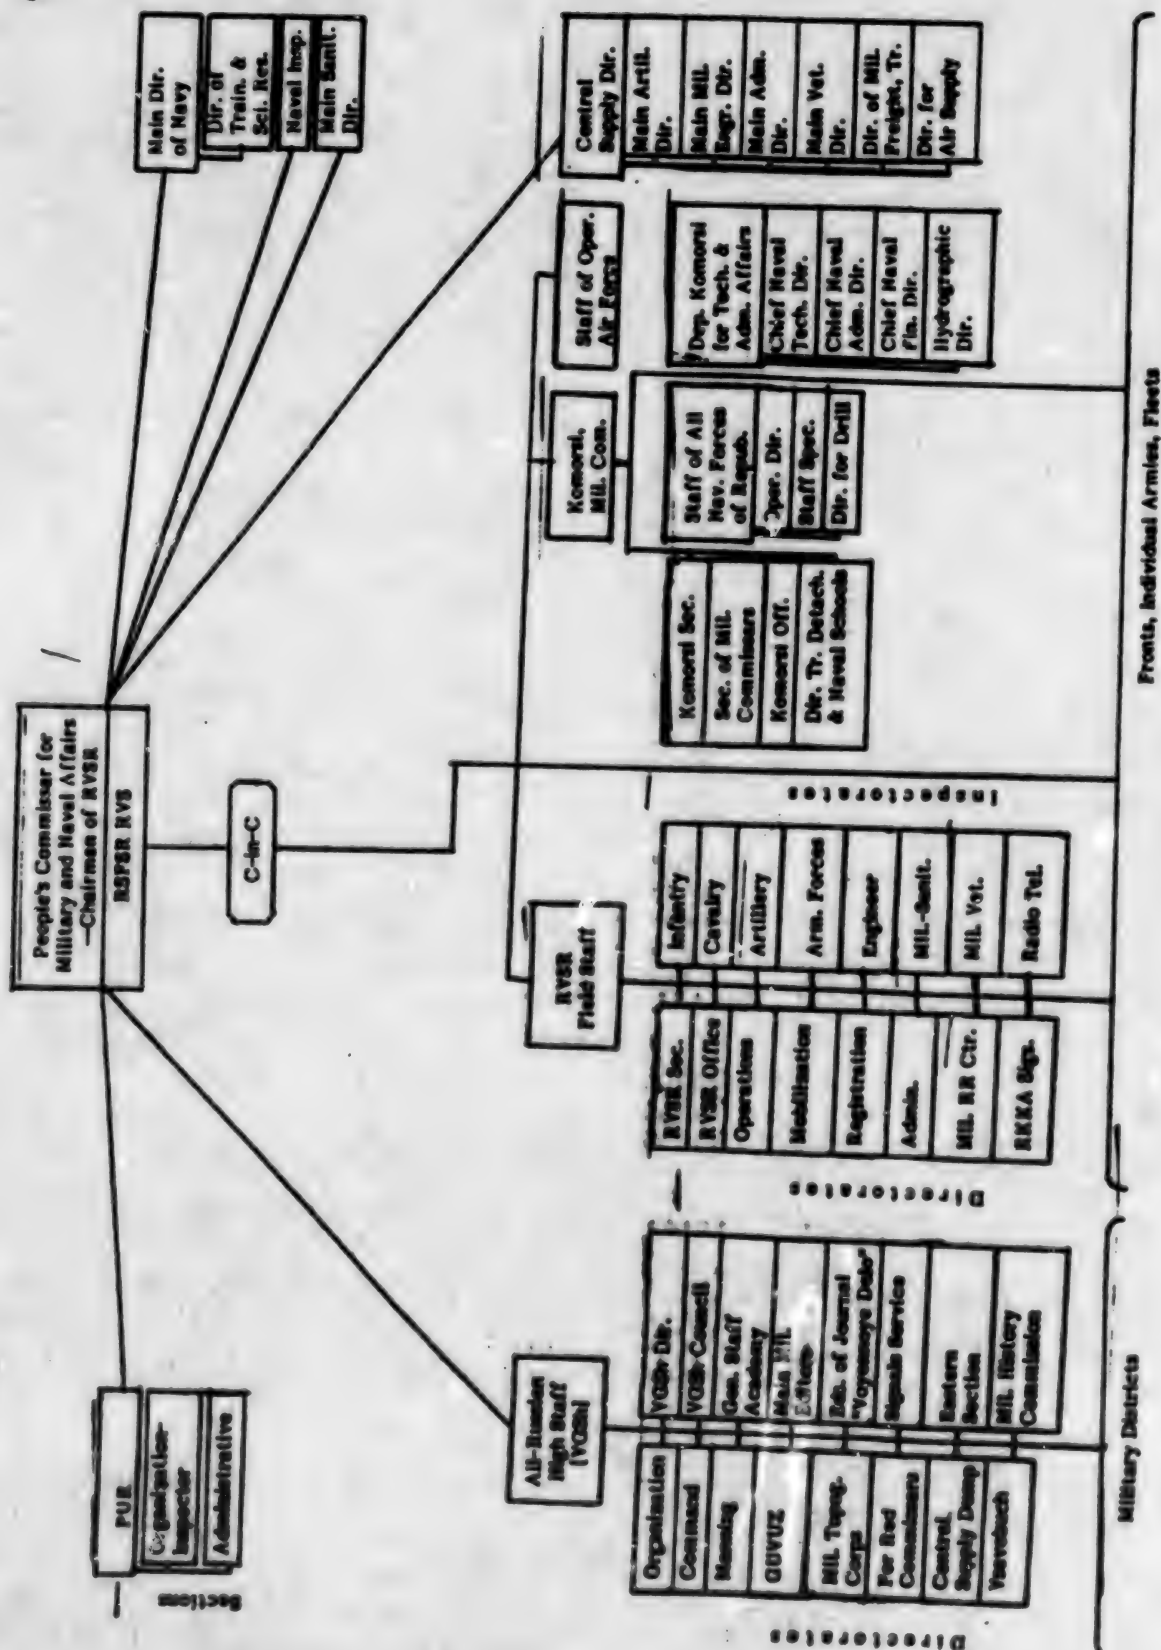 People's Commissar for
Military and Naval Affairs
—Chairman of RVSR
RSFSR RVS
C-in-C
PUR
Organization-
Inspector
Administrative
Sections
Main Dir.
of Navy
Dir. of
Train. &
Sci. Res.
Naval Insp.
Main Sanit.
Dir.
All-Russian
High Staff
[VGSh]
Directorates
Organization
Command
Manning
GUVUZ
Mil. Topog.
Corps
For Red
Commissars
Central
Supply Dump
Vsevobuch
VGSh Dir.
VGSh Council
Gen. Staff
Academy
Main Mil.
Editors
Edn. of Journal
"Voyennoye Delo"
Signals Service
Eastern
Section
Mil. History
Commission
Military Districts
RVSR
Field Staff
Directorates
RVSR Sec.
RVSR Office
Operations
Mobilization
Registration
Admin.
Mil. RR Ctr.
RKKA Sign.
Infantry
Cavalry
Artillery
Arm. Forces
Engineer
Mil.-Sanit.
Mil. Vet.
Radio Tel.
Inspectorates
Komorsi,
Mil. Com.
Komorsi Sec.
Sec. of Mil.
Commissars
Komorsi Off.
Dir. Tr. Detach.
& Naval Schools
Staff of All
Nav. Forces
of Repub.
Oper. Dir.
Staff Spec.
Dir. for Drill
Dep. Komorsi
for Tech. &
Adm. Affairs
Chief Naval
Tech. Dir.
Chief Naval
Adm. Dir.
Chief Naval
Fin. Dir.
Hydrographic
Dir.
Staff of Oper.
Air Force
Central
Supply Dir.
Main Artil.
Dir.
Main Mil.
Engr. Dir.
Main Adm.
Dir.
Main Vet.
Dir.
Dir. of Mil.
Freight, Tr.
Dir. for
Air Supply
Fronts, Individual Armies, Fleets